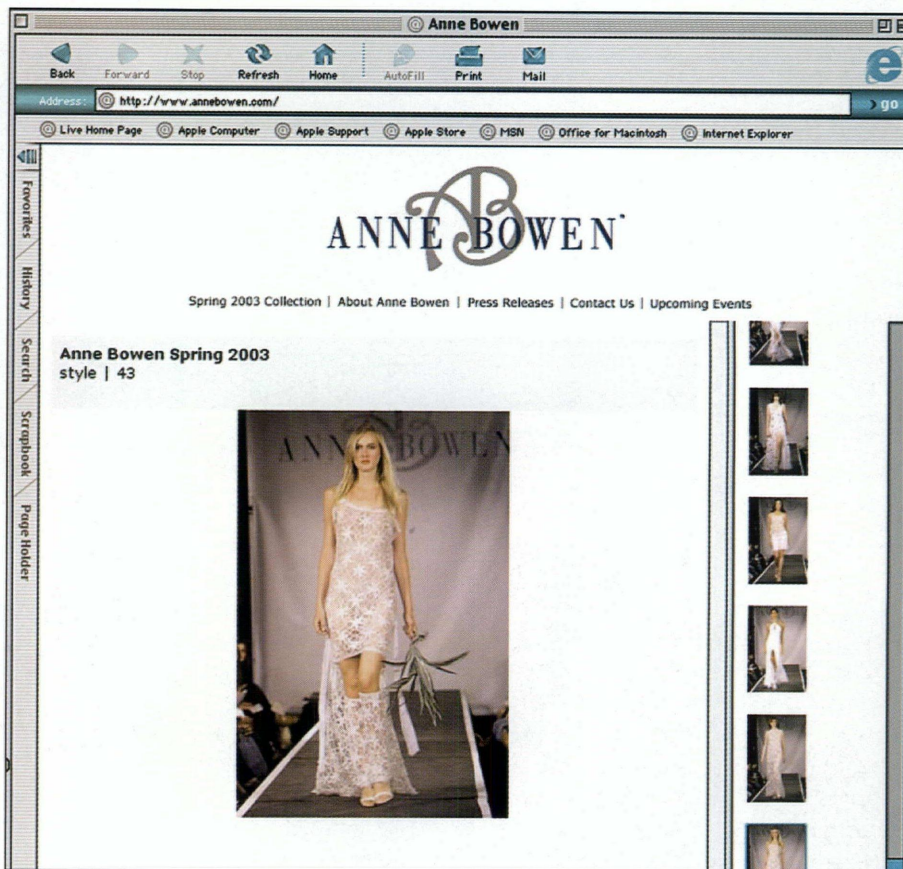 @ Anne Bowen
Back Forward Stop Refresh Home AutoFill Print Mail
Address: @ http://www.annebowen.com/ go
@ Live Home Page @ Apple Computer @ Apple Support @ Apple Store @ MSN @ Office for Macintosh @ Internet Explorer
Favorites
History
Search
Scrapbook
Page Holder
AB
ANNE BOWEN
Spring 2003 Collection | About Anne Bowen | Press Releases | Contact Us | Upcoming Events
Anne Bowen Spring 2003
style | 43
ANNE BOWEN